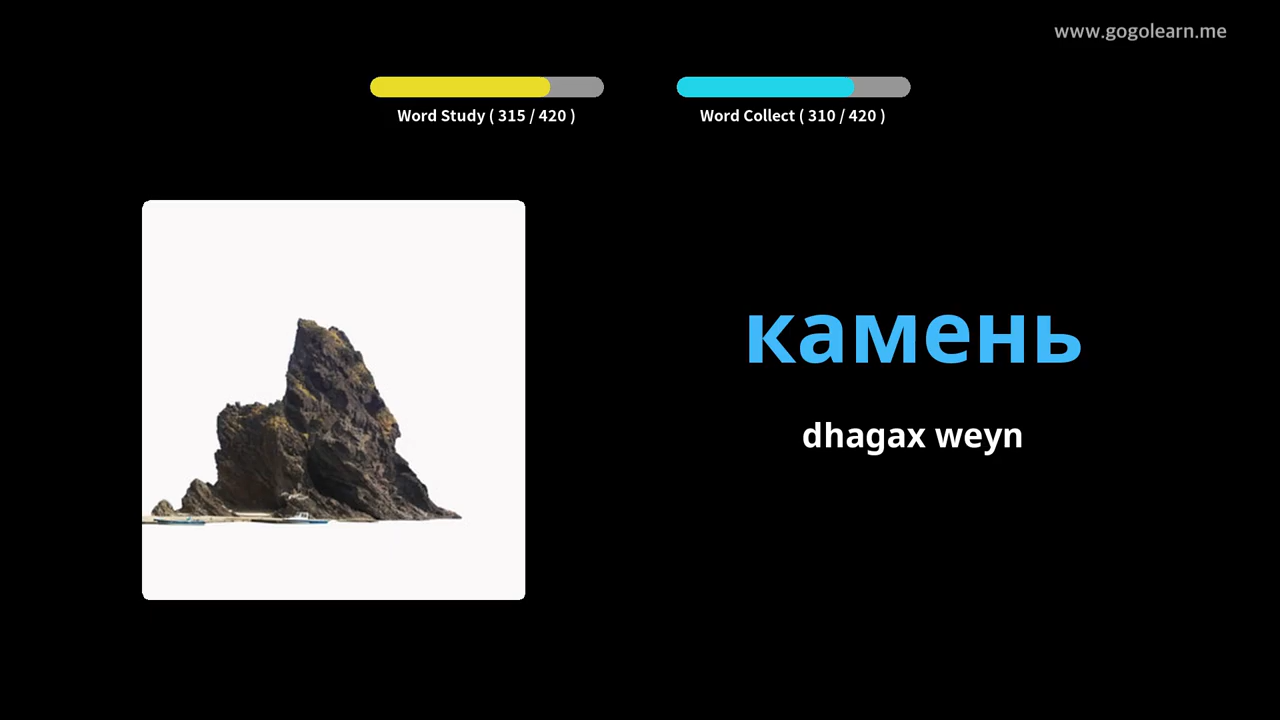 www.gogolearn.me
Word Study ( 315 / 420 )
Word Collect ( 310 / 420 )
камень
dhagax weyn